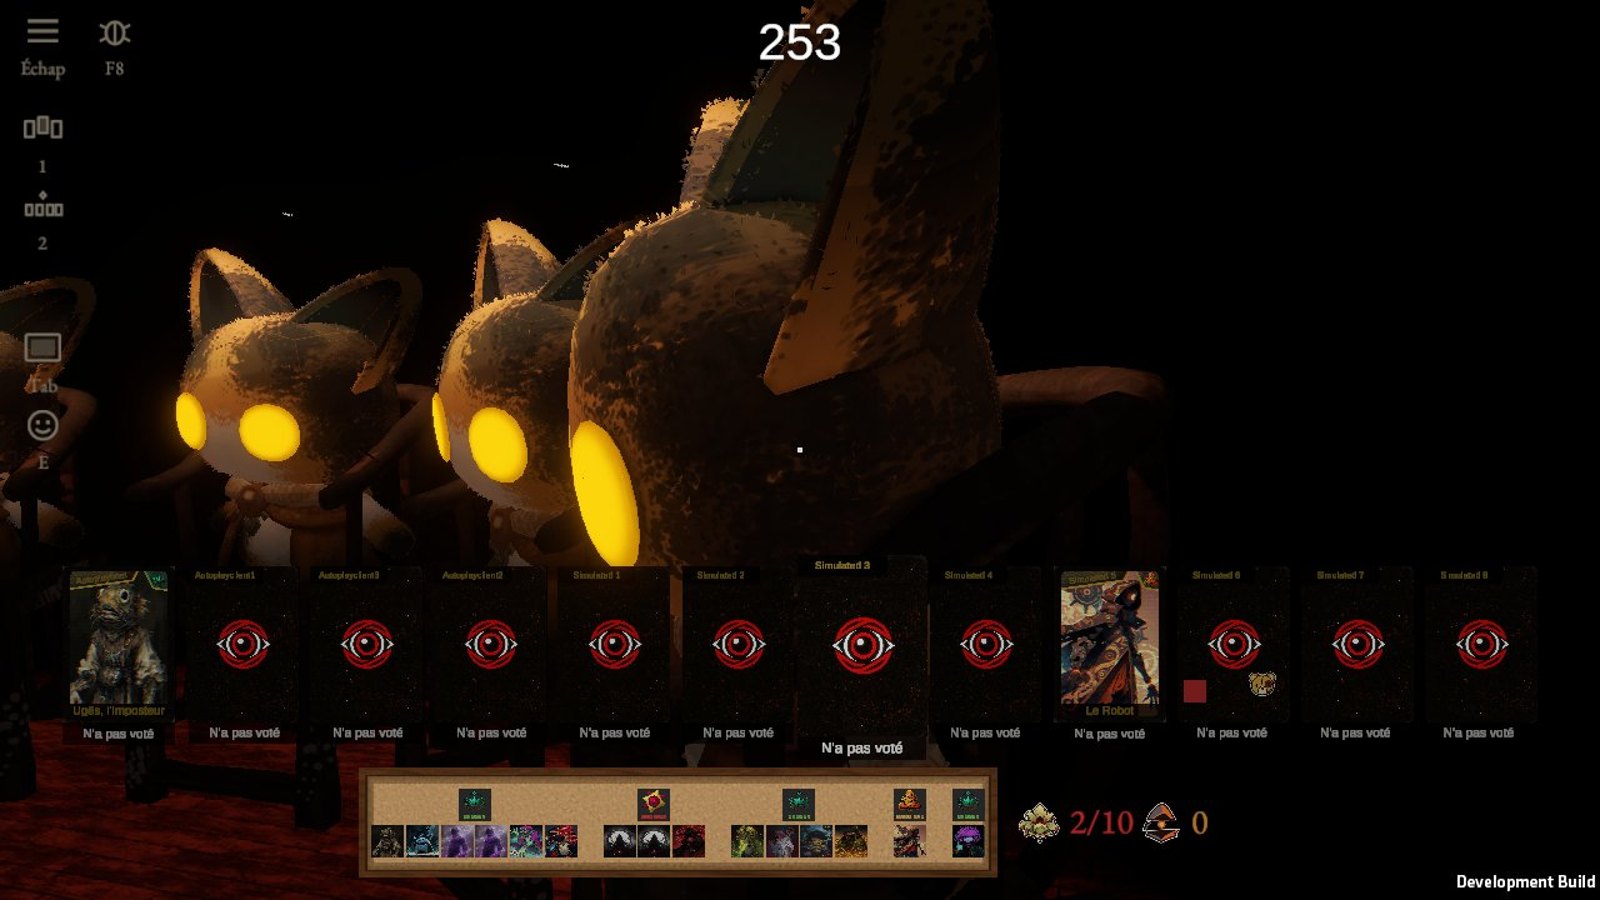 253
Échap
F8
1
2
Tab
E
Autoplayclient1
Autoplayclient3
Autoplayclient2
Simulated 1
Simulated 2
Simulated 3
Simulated 4
Simulated 5
Simulated 6
Simulated 7
Simulated 8
Ugès, l'imposteur
Le Robot
N'a pas voté
N'a pas voté
N'a pas voté
N'a pas voté
N'a pas voté
N'a pas voté
N'a pas voté
N'a pas voté
N'a pas voté
N'a pas voté
N'a pas voté
N'a pas voté
2/10
0
Development Build